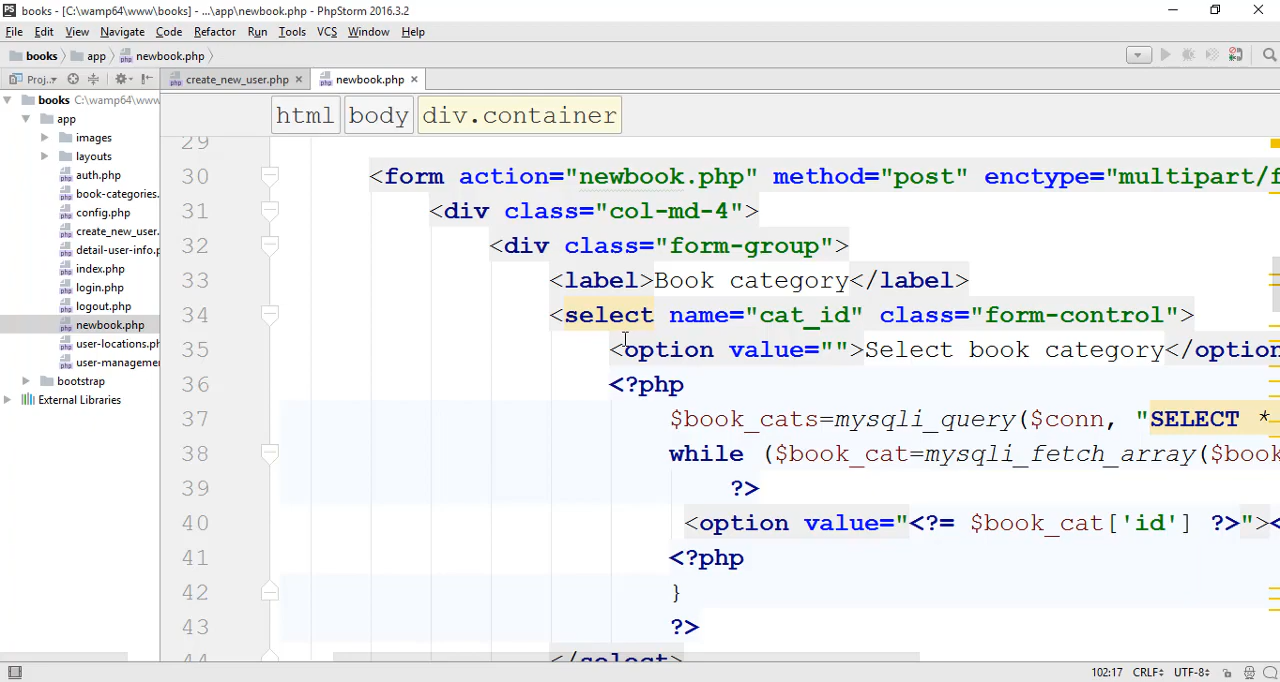 books - [C:\wamp64\www\books] - ...\app\newbook.php - PhpStorm 2016.3.2
File Edit View Navigate Code Refactor Run Tools VCS Window Help
books app newbook.php
Proj.. create_new_user.php newbook.php
books C:\wamp64\www
app
images
layouts
auth.php
book-categories.
config.php
create_new_user.
detail-user-info.p
index.php
login.php
logout.php
newbook.php
user-locations.php
user-manageme
bootstrap
External Libraries
html body div.container
29
30 <form action="newbook.php" method="post" enctype="multipart/f
31 <div class="col-md-4">
32 <div class="form-group">
33 <label>Book category</label>
34 <select name="cat_id" class="form-control">
35 <option value="">Select book category</option
36 <?php
37 $book_cats=mysqli_query($conn, "SELECT *
38 while ($book_cat=mysqli_fetch_array($book
39 ?>
40 <option value="<?= $book_cat['id'] ?>"><
41 <?php
42 }
43 ?>
44 </select>
102:17 CRLF UTF-8